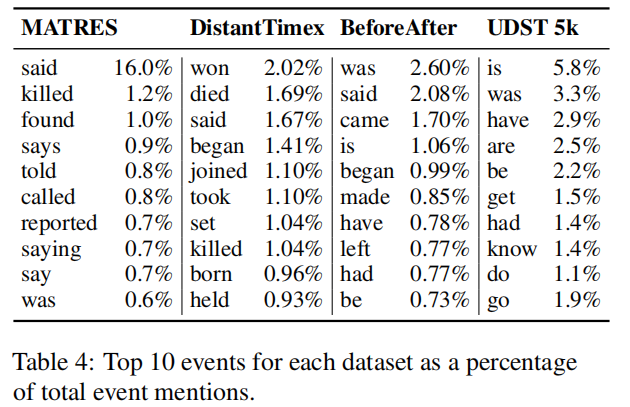 MATRES DistantTimex BeforeAfter UDST 5k
said 16.0% won 2.02% was 2.60% is 5.8%
killed 1.2% died 1.69% said 2.08% was 3.3%
found 1.0% said 1.67% came 1.70% have 2.9%
says 0.9% began 1.41% is 1.06% are 2.5%
told 0.8% joined 1.10% began 0.99% be 2.2%
called 0.8% took 1.10% made 0.85% get 1.5%
reported 0.7% set 1.04% have 0.78% had 1.4%
saying 0.7% killed 1.04% left 0.77% know 1.4%
say 0.7% born 0.96% had 0.77% do 1.1%
was 0.6% held 0.93% be 0.73% go 1.9%
Table 4: Top 10 events for each dataset as a percentage
of total event mentions.